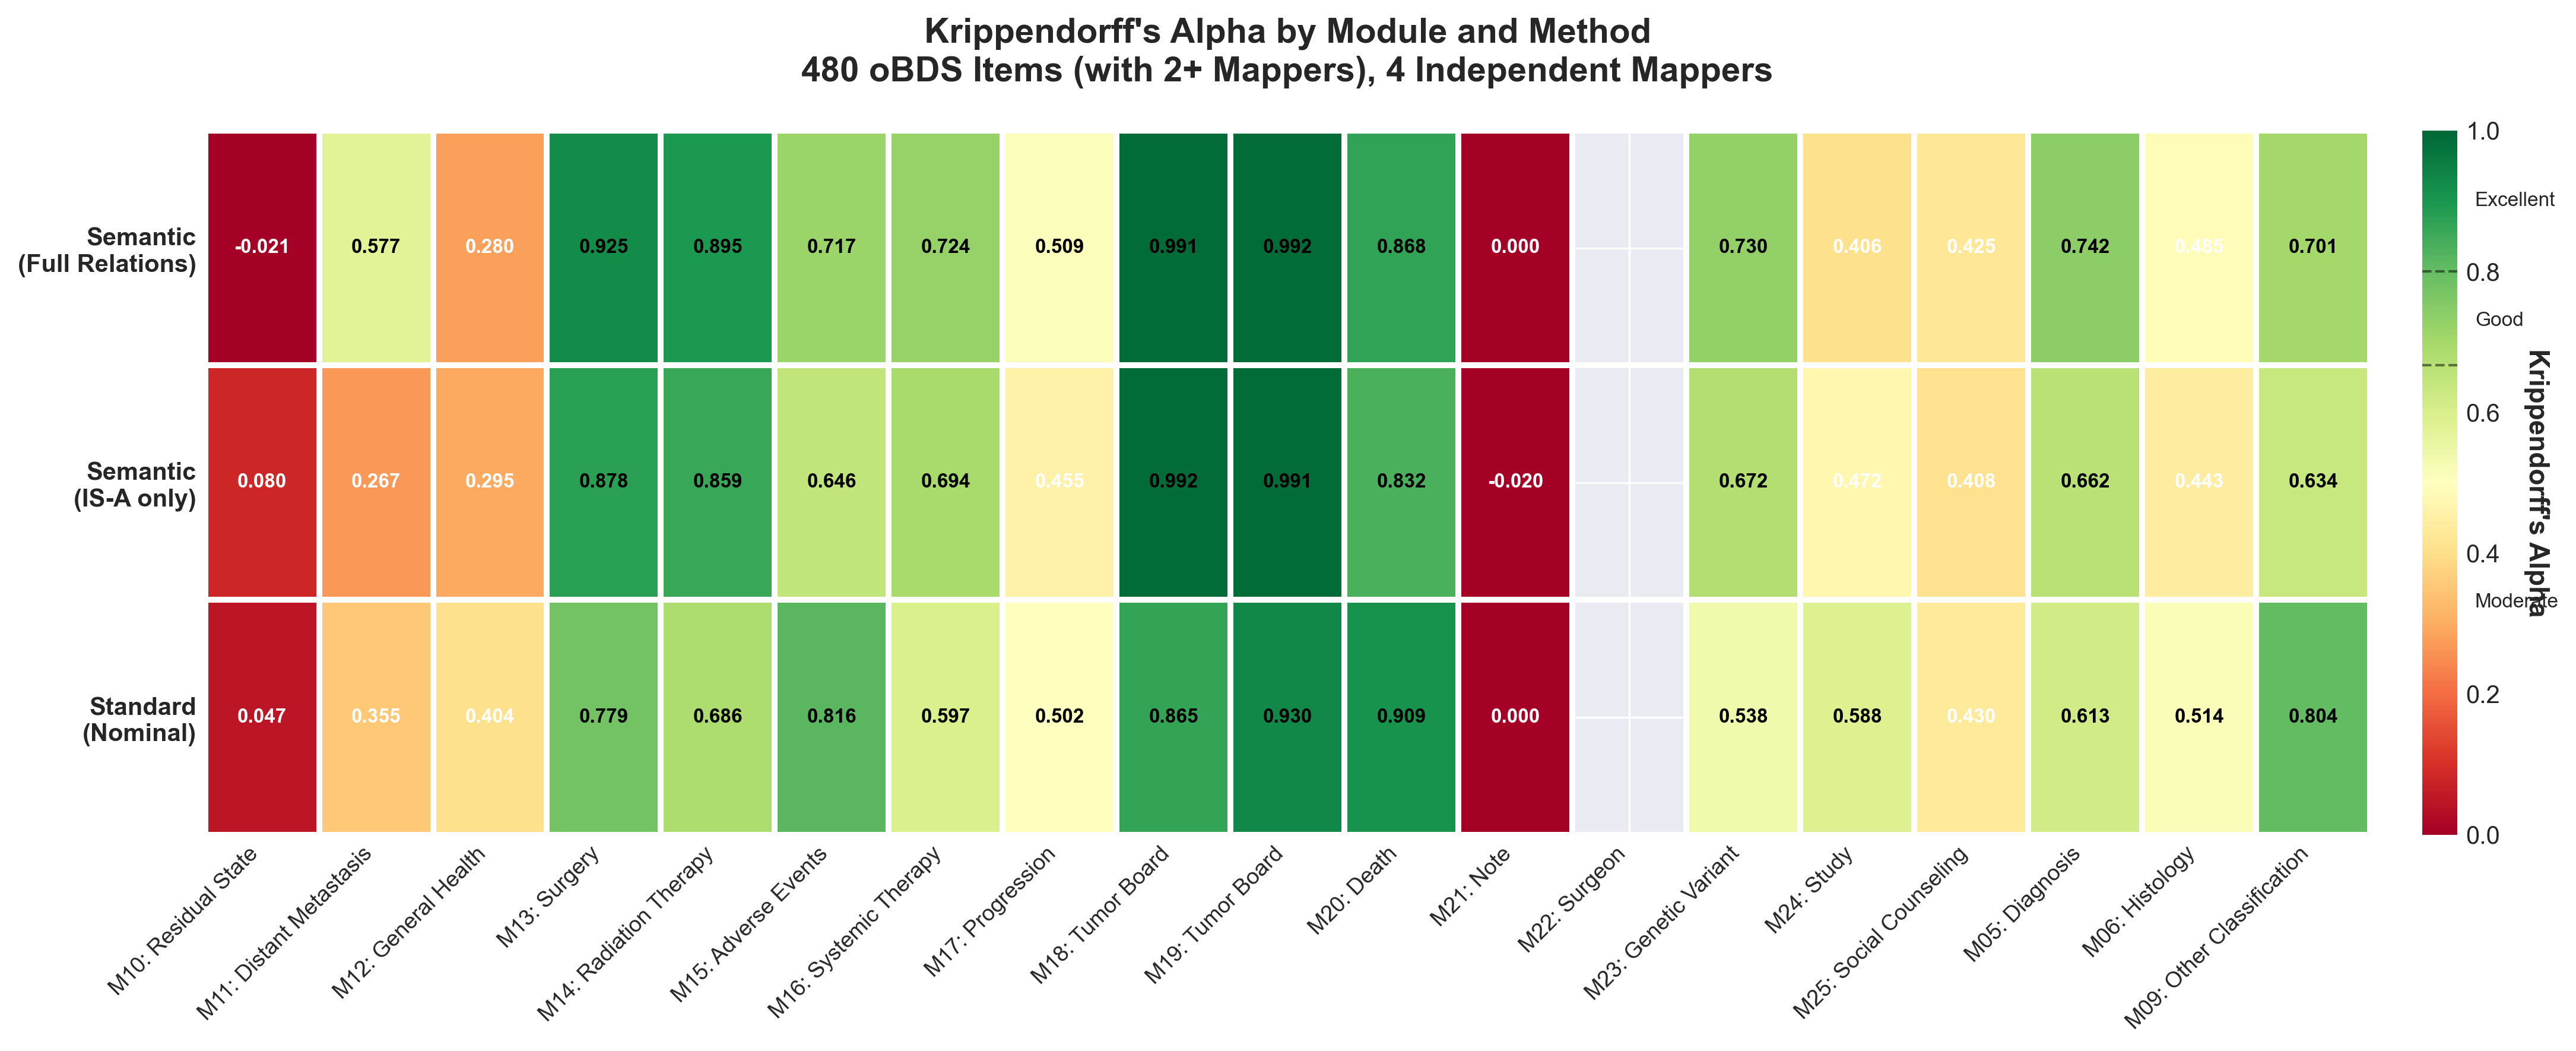 Krippendorff's Alpha by Module and Method
480 oBDS Items (with 2+ Mappers), 4 Independent Mappers
Semantic
(Full Relations)
-0.021 0.577 0.280 0.925 0.895 0.717 0.724 0.509 0.991 0.992 0.868 0.000 0.730 0.406 0.425 0.742 0.485 0.701
Semantic
(IS-A only)
0.080 0.267 0.295 0.878 0.859 0.646 0.694 0.455 0.992 0.991 0.832 -0.020 0.672 0.472 0.408 0.662 0.443 0.634
Standard
(Nominal)
0.047 0.355 0.404 0.779 0.686 0.816 0.597 0.502 0.865 0.930 0.909 0.000 0.538 0.588 0.430 0.613 0.514 0.804
M10: Residual State
M11: Distant Metastasis
M12: General Health
M13: Surgery
M14: Radiation Therapy
M15: Adverse Events
M16: Systemic Therapy
M17: Progression
M18: Tumor Board
M19: Tumor Board
M20: Death
M21: Note
M22: Surgeon
M23: Genetic Variant
M24: Study
M25: Social Counseling
M05: Diagnosis
M06: Histology
M09: Other Classification
1.0
Excellent
0.8
Good
0.6
0.4
Moderate
0.2
0.0
Krippendorff's Alpha